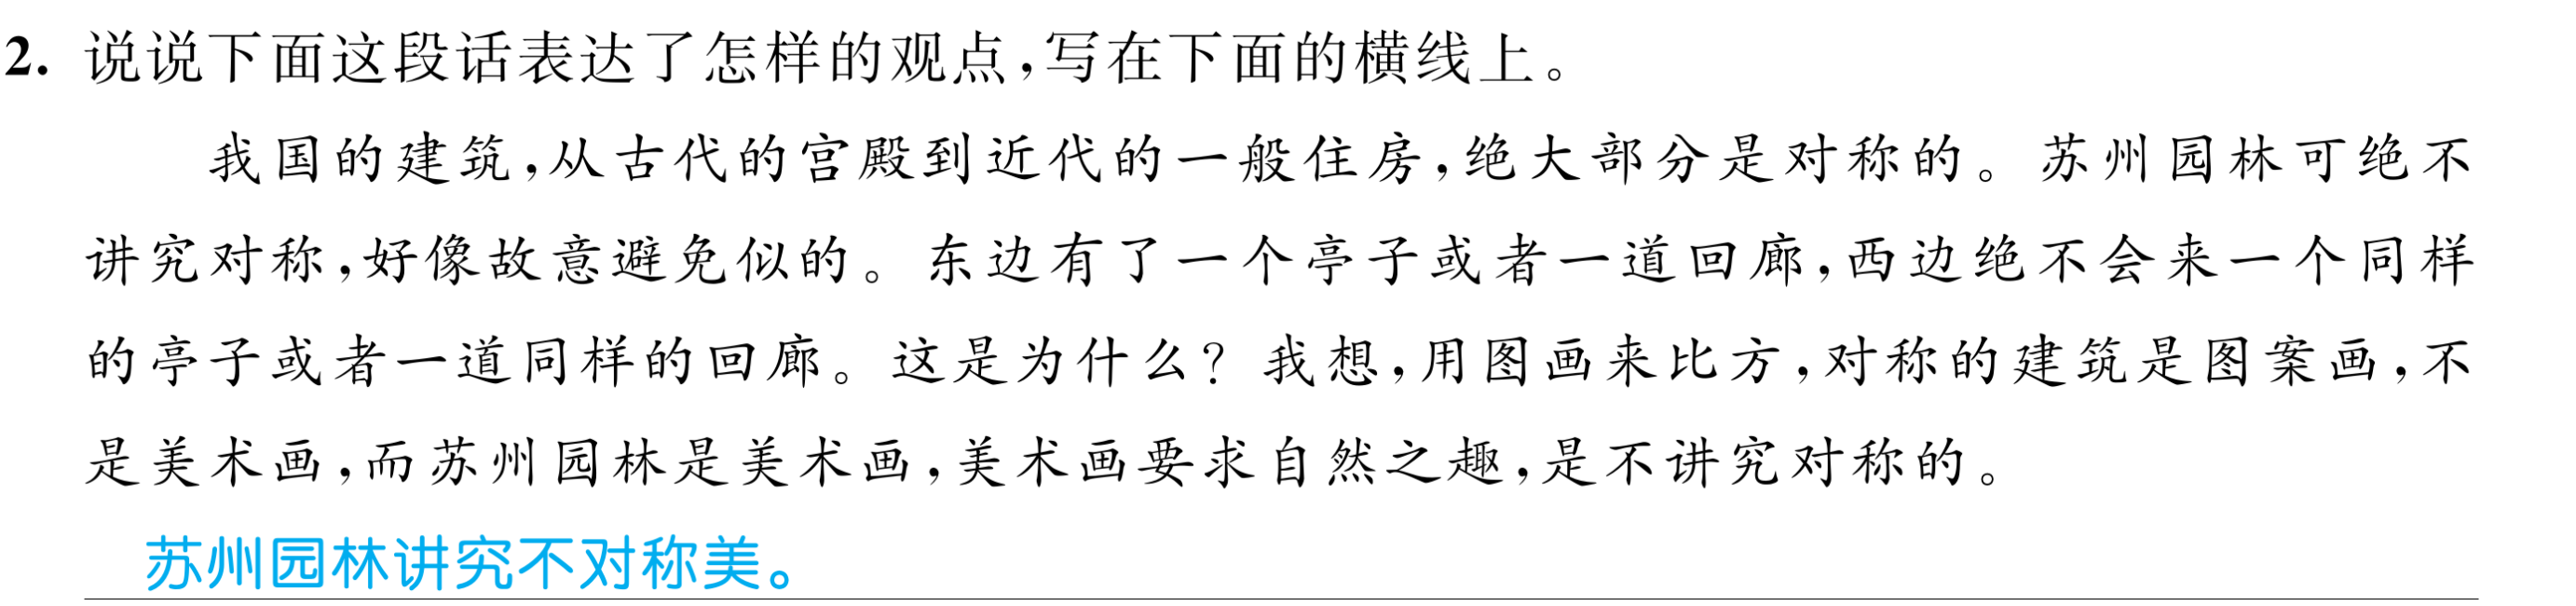 2. 说说下面这段话表达了怎样的观点,写在下面的横线上。
我国的建筑,从古代的宫殿到近代的一般住房,绝大部分是对称的。苏州园林可绝不
讲究对称,好像故意避免似的。东边有了一个亭子或者一道回廊,西边绝不会来一个同样
的亭子或者一道同样的回廊。这是为什么?我想,用图画来比方,对称的建筑是图案画,不
是美术画,而苏州园林是美术画,美术画要求自然之趣,是不讲究对称的。
苏州园林讲究不对称美。